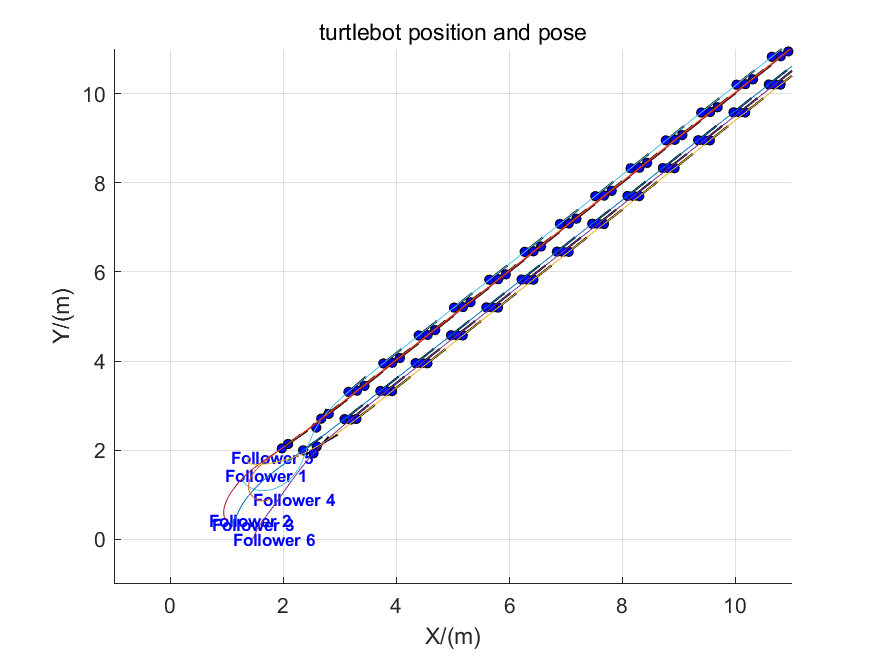 turtlebot position and pose
Y/(m)
10
8
6
4
2
0
Follower 5
Follower 1
Follower 4
Follower 2
Follower 3
Follower 6
0
2
4
6
8
10
X/(m)